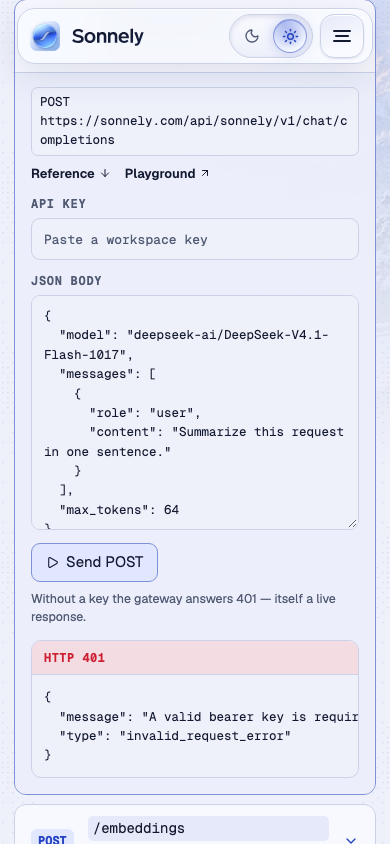 Sonnely
POST
https://sonnely.com/api/sonnely/v1/chat/c
ompletions
Reference ↓ Playground ↗
API KEY
Paste a workspace key
JSON BODY
{
"model": "deepseek-ai/DeepSeek-V4.1-
Flash-1017",
"messages": [
{
"role": "user",
"content": "Summarize this request
in one sentence."
}
],
"max_tokens": 64
}
Send POST
Without a key the gateway answers 401 — itself a live
response.
HTTP 401
{
"message": "A valid bearer key is requir
"type": "invalid_request_error"
}
POST /embeddings